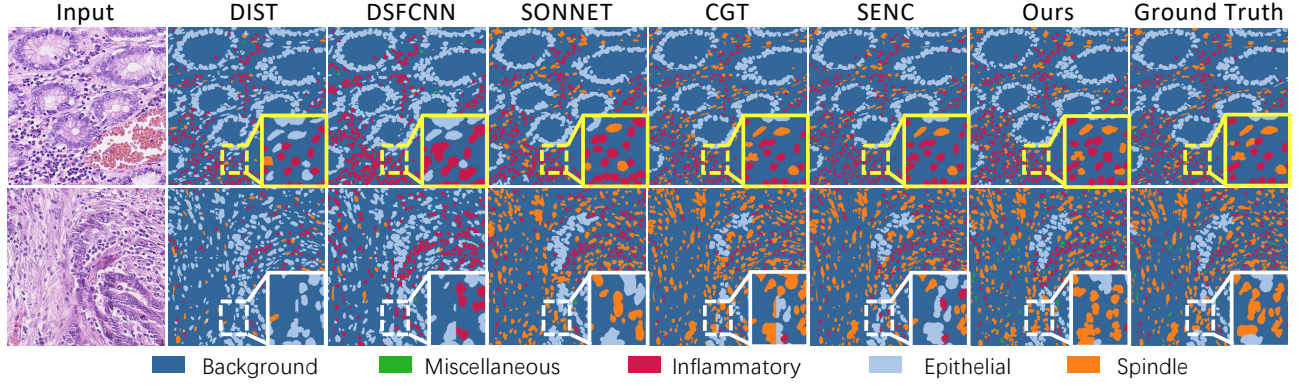 Input DIST DSFCNN SONNET CGT SENC Ours Ground Truth
Background Miscellaneous Inflammatory Epithelial Spindle